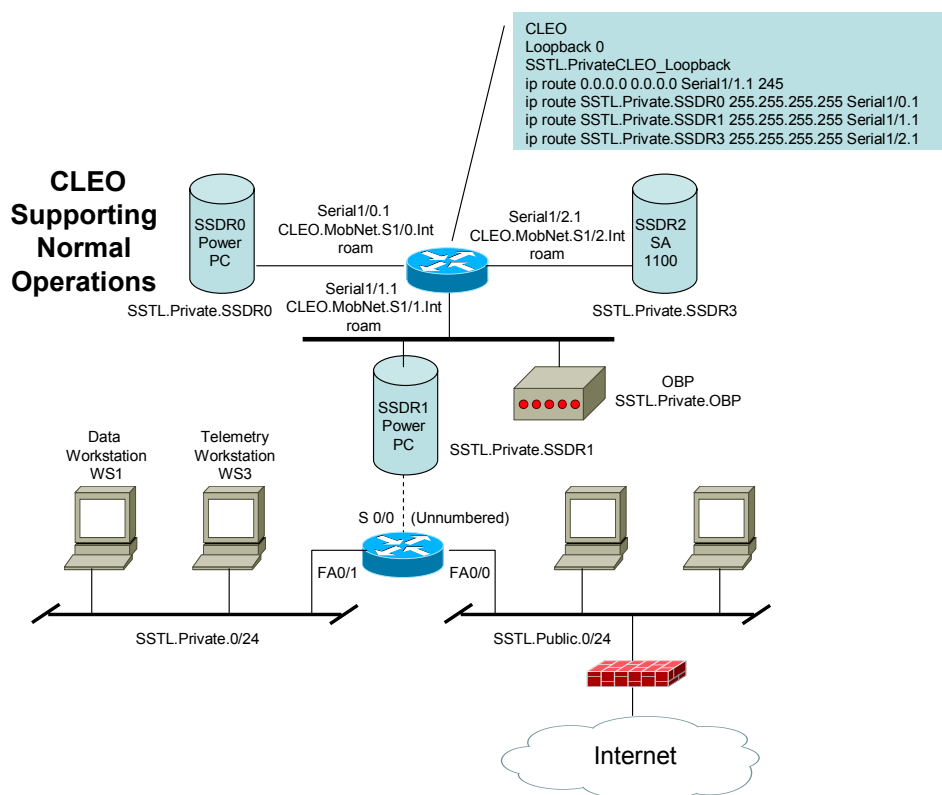 CLEO
Loopback 0
SSTL.PrivateCLEO_Loopback
ip route 0.0.0.0 0.0.0.0 Serial1/1.1 245
ip route SSTL.Private.SSDR0 255.255.255.255 Serial1/0.1
ip route SSTL.Private.SSDR1 255.255.255.255 Serial1/1.1
ip route SSTL.Private.SSDR3 255.255.255.255 Serial1/2.1
CLEO
Supporting
Normal
Operations
SSDR0
Power
PC
SSTL.Private.SSDR0
Serial1/0.1
CLEO.MobNet.S1/0.Int
roam
Serial1/2.1
CLEO.MobNet.S1/2.Int
roam
SSDR2
SA
1100
SSTL.Private.SSDR3
Serial1/1.1
CLEO.MobNet.S1/1.Int
roam
SSDR1
Power
PC
SSTL.Private.SSDR1
OBP
SSTL.Private.OBP
Data
Workstation
WS1
Telemetry
Workstation
WS3
S 0/0 (Unnumbered)
FA0/1
FA0/0
SSTL.Private.0/24
SSTL.Public.0/24
Internet